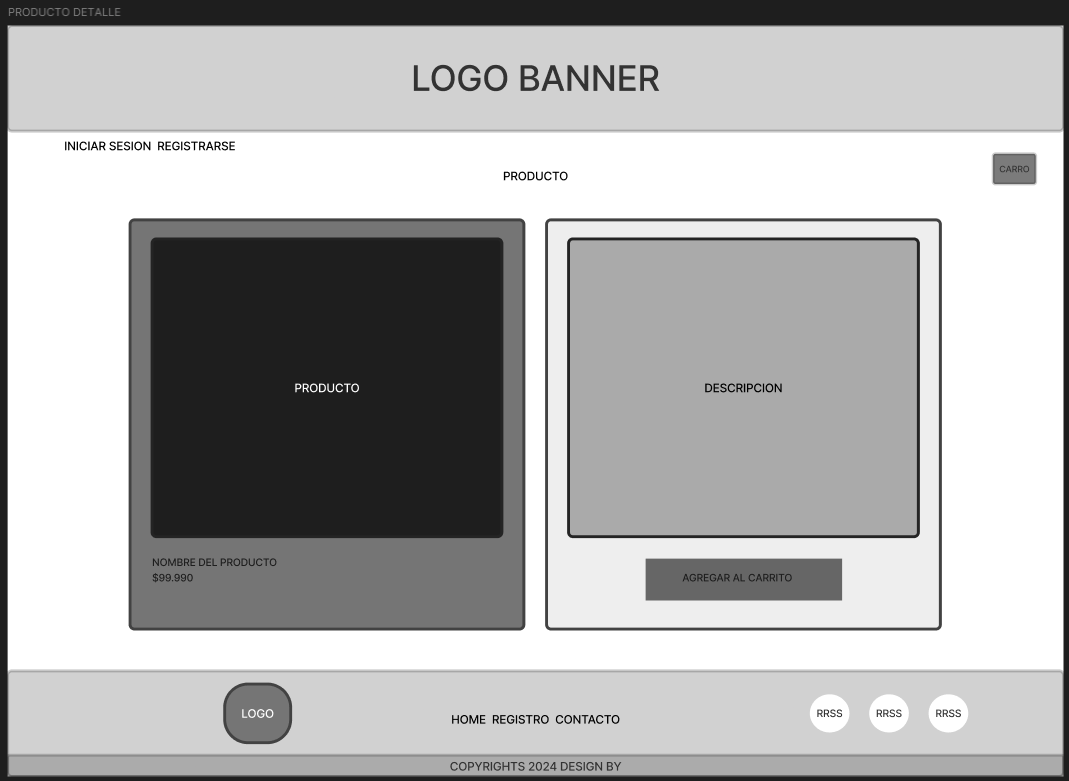 PRODUCTO DETALLE
LOGO BANNER
INICIAR SESION REGISTRARSE
CARRO
PRODUCTO
PRODUCTO
DESCRIPCION
NOMBRE DEL PRODUCTO
$99.990
AGREGAR AL CARRITO
LOGO
HOME REGISTRO CONTACTO
RRSS RRSS RRSS
COPYRIGHTS 2024 DESIGN BY